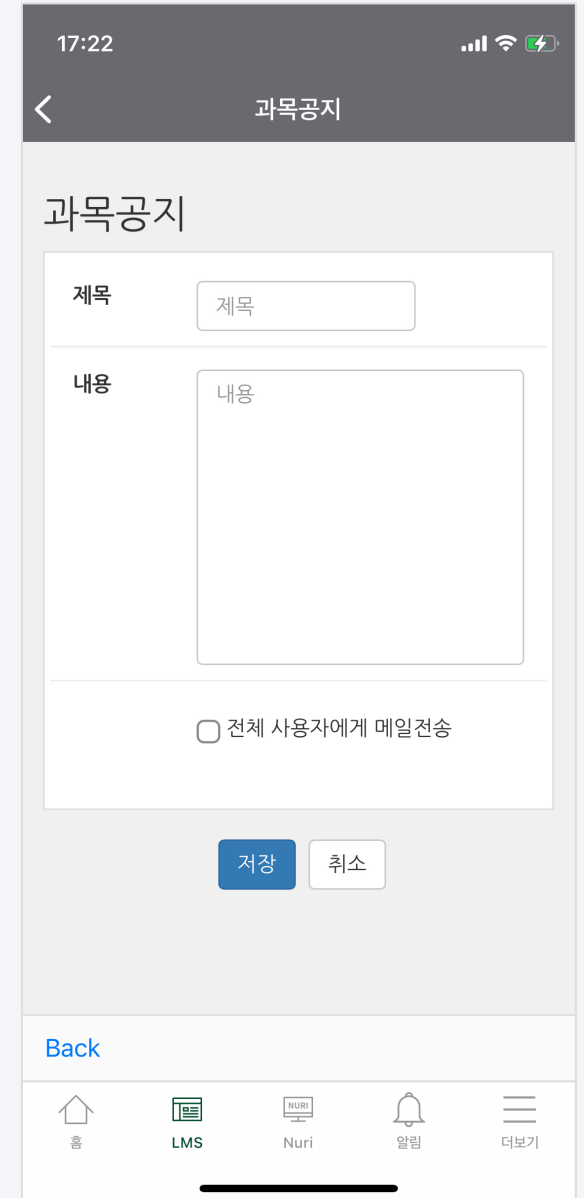 17:22
과목공지
과목공지
제목
제목
내용
내용
전체 사용자에게 메일전송
저장 취소
Back
NURI
홈 LMS Nuri 알림 더보기